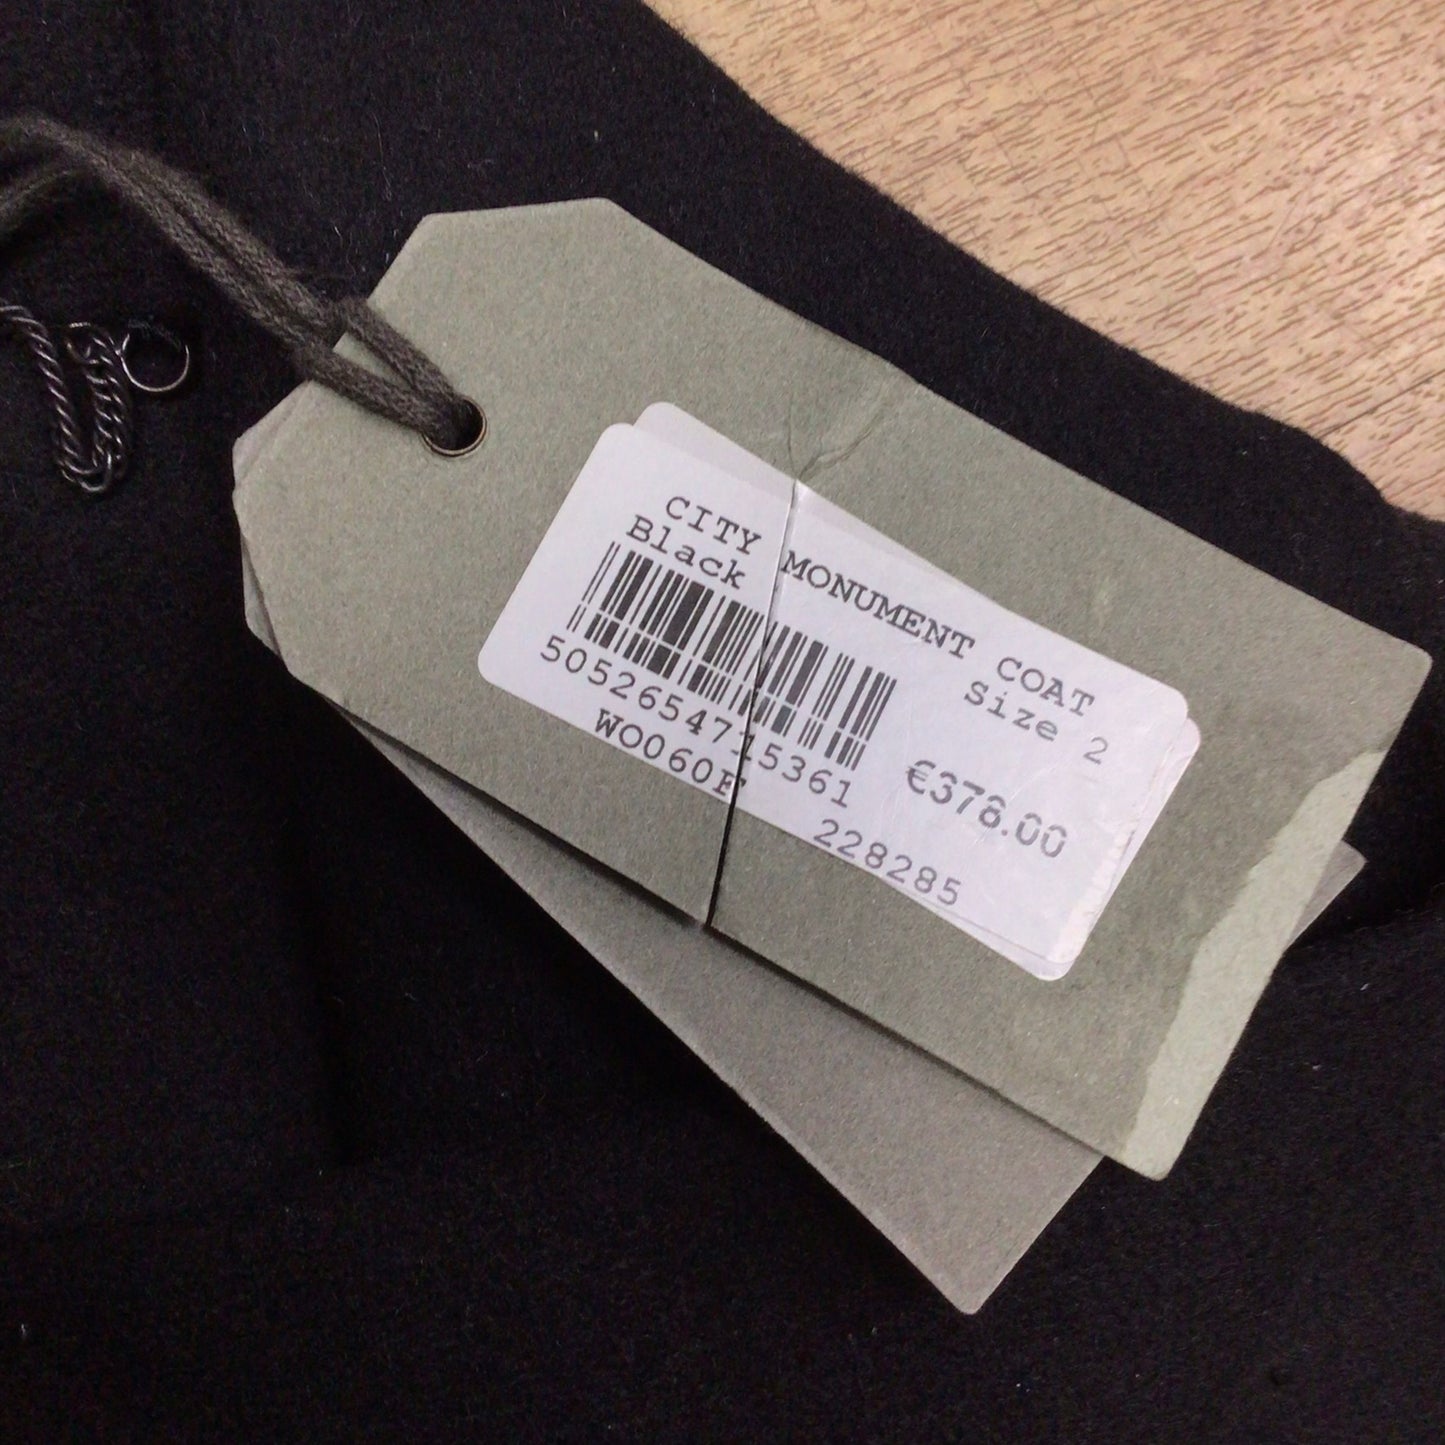 CITY MONUMENT COAT
Black Size 2
5052654715361
€378.00
WO060F 228285